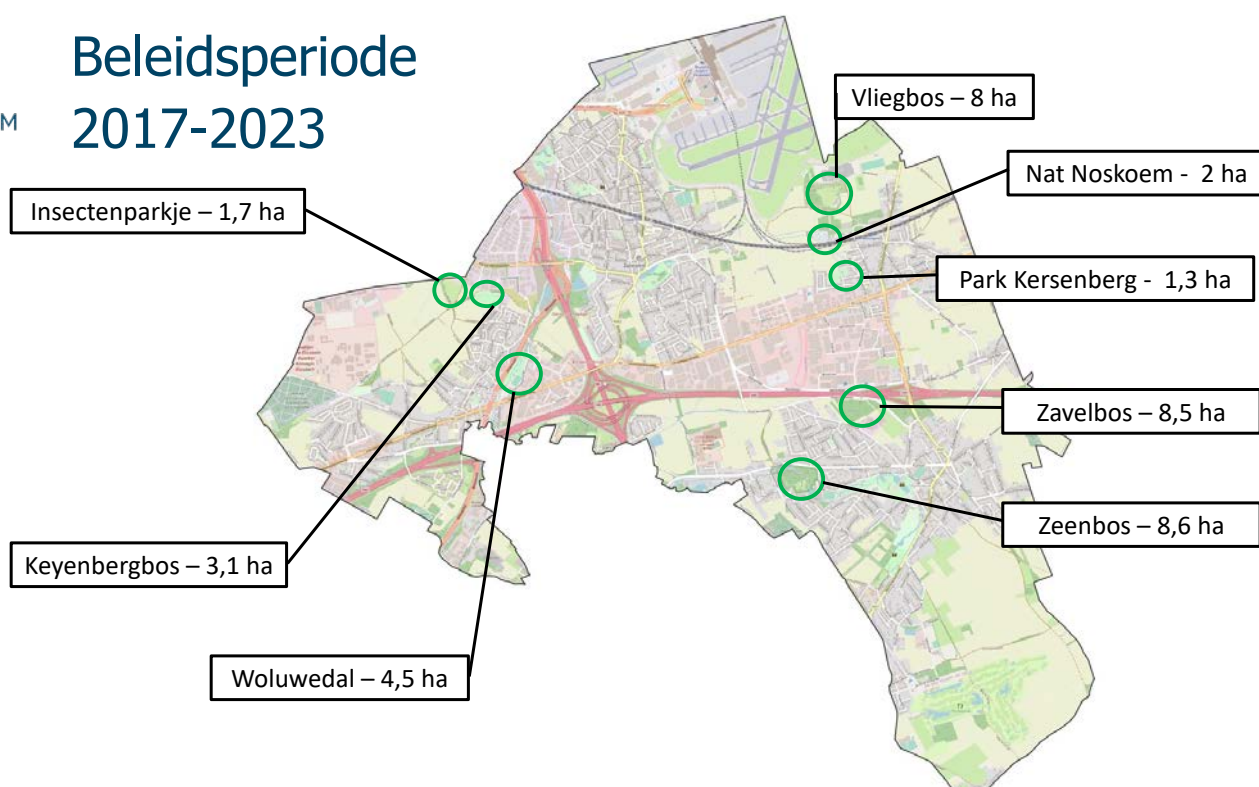 Beleidsperiode
M
2017-2023
Vliegbos – 8 ha
Nat Noskoem - 2 ha
Insectenparkje – 1,7 ha
Park Kersenberg - 1,3 ha
Zavelbos – 8,5 ha
Zeenbos – 8,6 ha
Keyenbergbos – 3,1 ha
Woluwedal – 4,5 ha